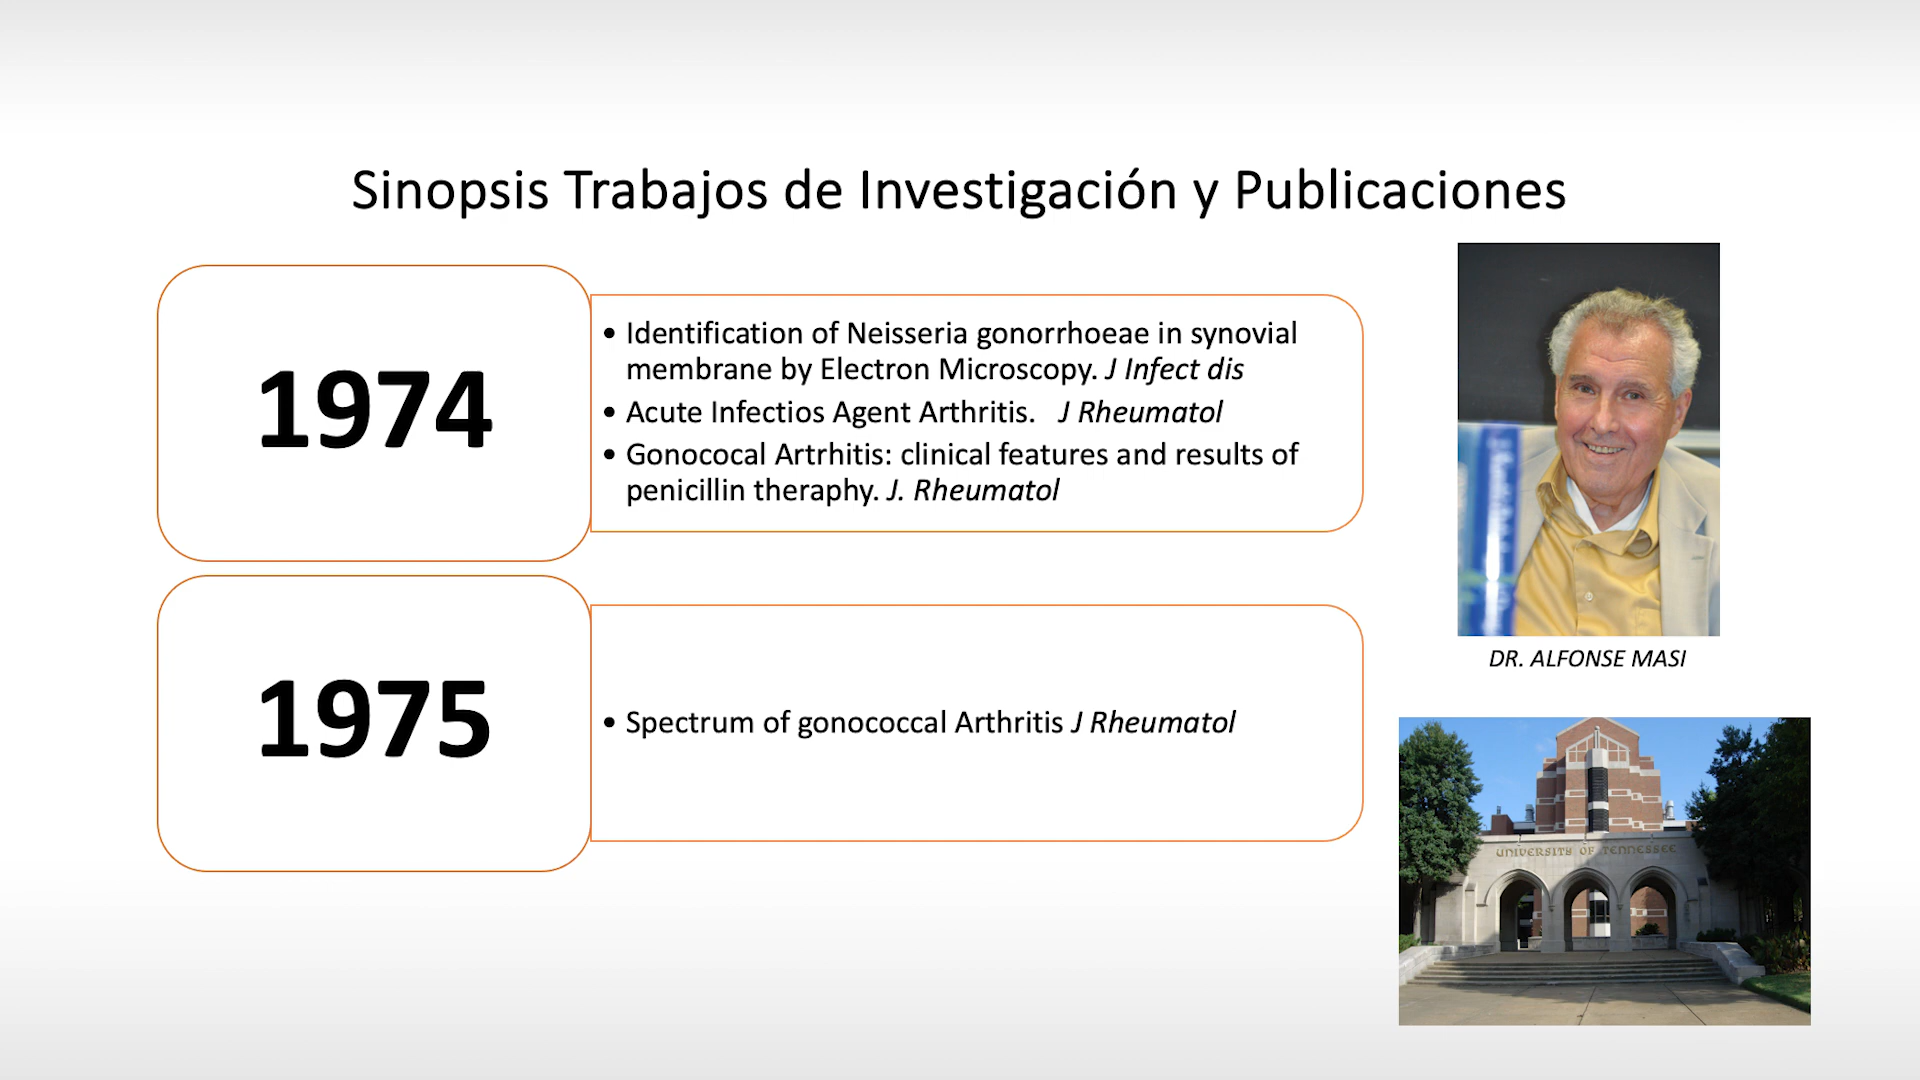 Sinopsis Trabajos de Investigación y Publicaciones
1974
• Identification of Neisseria gonorrhoeae in synovial
membrane by Electron Microscopy. J Infect dis
• Acute Infectios Agent Arthritis. J Rheumatol
• Gonococal Artrhitis: clinical features and results of
penicillin theraphy. J. Rheumatol
1975
• Spectrum of gonococcal Arthritis J Rheumatol
DR. ALFONSE MASI
UNIVERSITY OF TENNESSEE